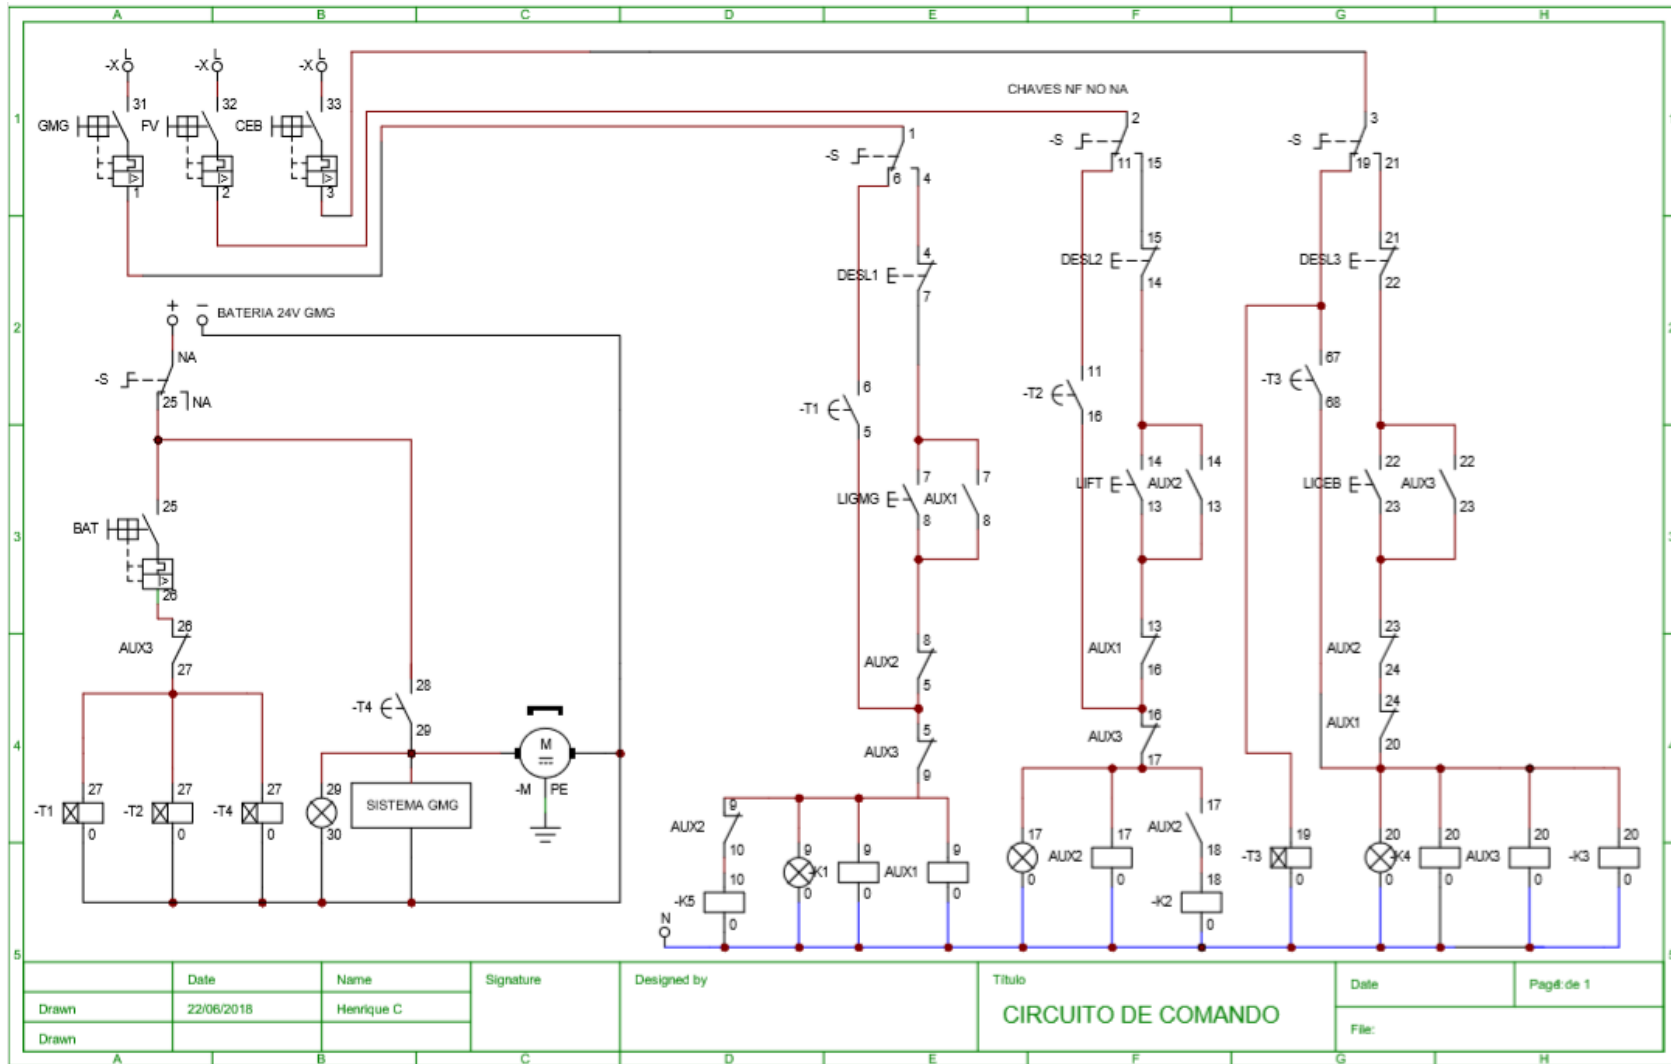 A B C D E F G H
L L L
-X -X -X
CHAVES NF NO NA
31 32 33
GMG FV CEB
1 2 3
1 2 3
-S -S -S
6 4 11 15 19 21
4 15 21
DESL1 DESL2 DESL3
7 14 22
+ - BATERIA 24V GMG
NA
-S
25 NA
6 11 67
-T1 -T2 -T3
5 16 68
25
BAT
26
7 7 14 14 22 22
LIGMG AUX1 LIFT AUX2 LICEB AUX3
8 8 13 13 23 23
26
AUX3
27
8 13 23
AUX2 AUX1 AUX2
5 16 24
28
-T4
29
5 16 24
AUX3 AUX3 AUX1
9 17 20
M
-M PE
27 27 27 29
-T1 -T2 -T4 SISTEMA GMG
0 0 0 30
9 17
AUX2 AUX2
10 18
10 9 9 9 17 17 18 19 20 20 20 20
-K5 -K1 AUX1 AUX2 -K2 -T3 -K4 AUX3 -K3
0 0 0 0 0 0 0 0 0 0 0 0
N
1 2 3 4 5
Date Name Signature Designed by Título Date
Drawn 22/06/2018 Henrique C
CIRCUITO DE COMANDO
de 1
File:
Drawn
A B C D E F G H